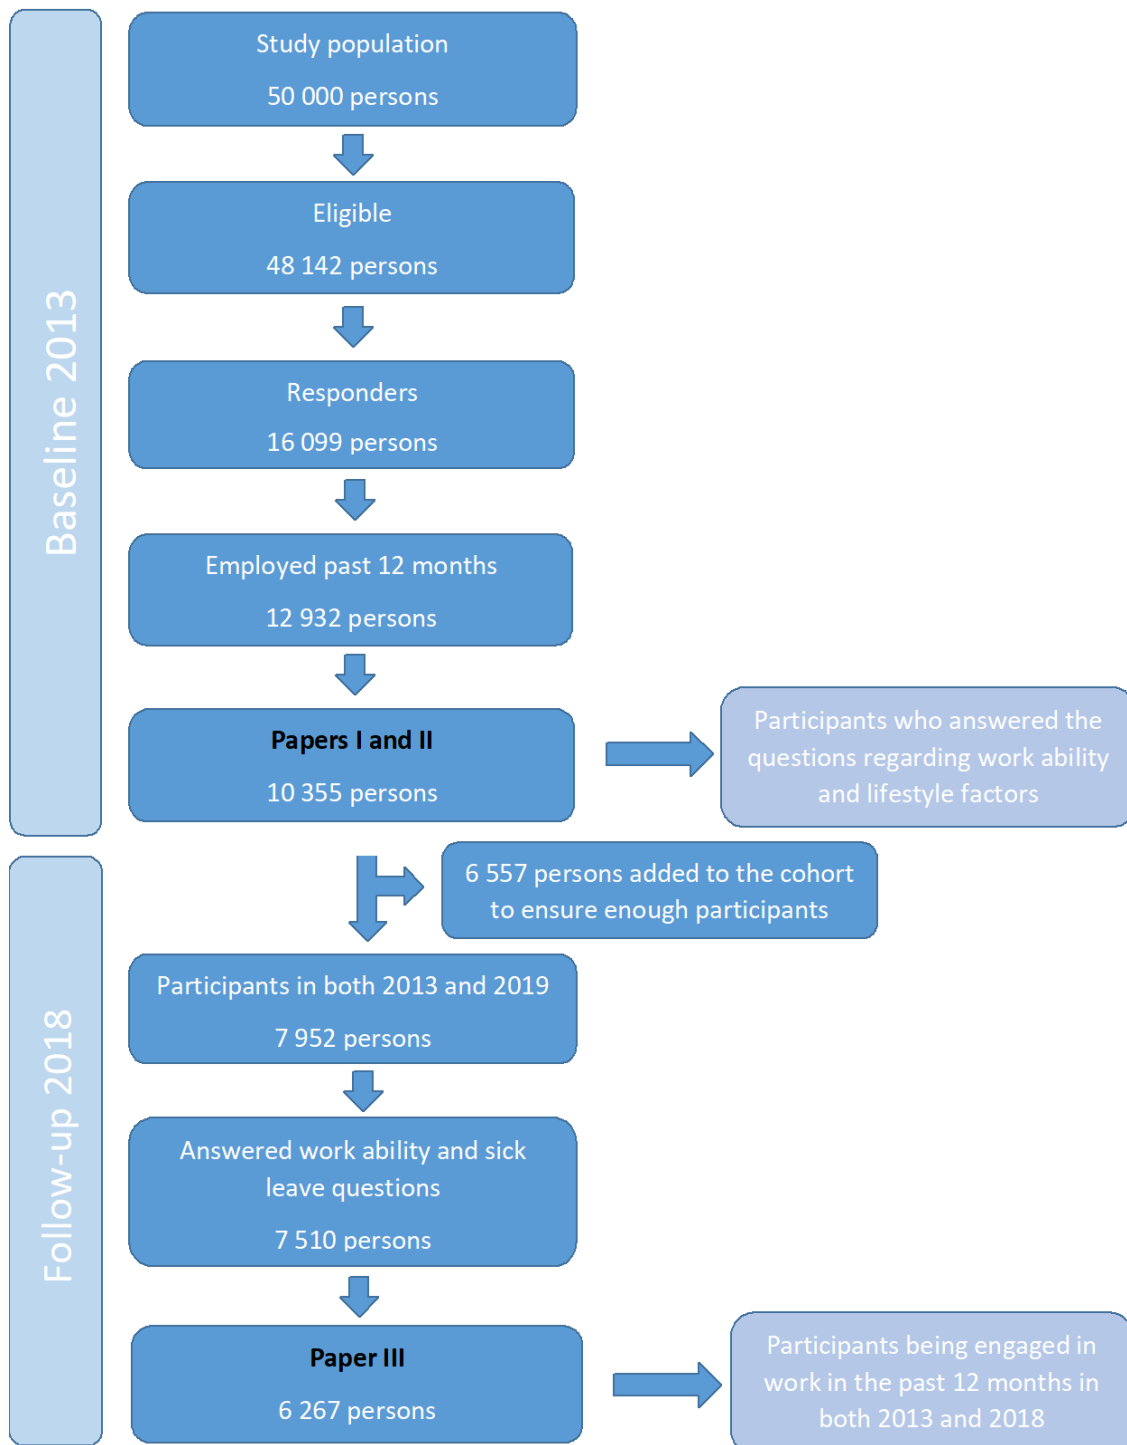 Baseline 2013
Study population
50 000 persons
Eligible
48 142 persons
Responders
16 099 persons
Employed past 12 months
12 932 persons
Papers I and II
10 355 persons
Participants who answered the
questions regarding work ability
and lifestyle factors
Follow-up 2018
6 557 persons added to the cohort
to ensure enough participants
Participants in both 2013 and 2019
7 952 persons
Answered work ability and sick
leave questions
7 510 persons
Paper III
6 267 persons
Participants being engaged in
work in the past 12 months in
both 2013 and 2018